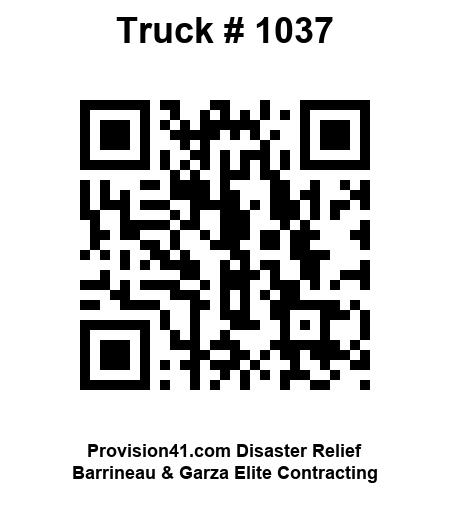 Truck # 1037
Provision41.com Disaster Relief
Barrineau & Garza Elite Contracting